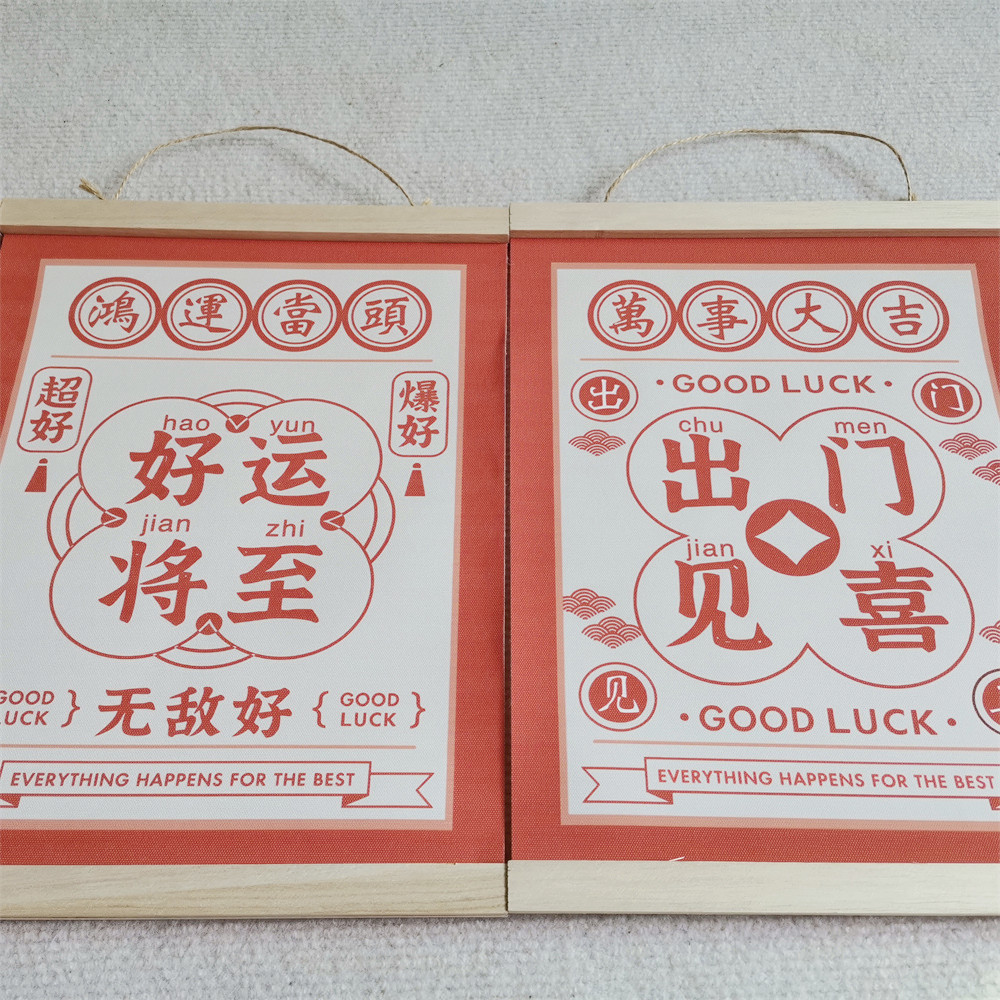 鴻運當頭
超好
爆好
hao yun
好运
jian zhi
将至
GOOD LUCK } 无敌好 { GOOD LUCK }
EVERYTHING HAPPENS FOR THE BEST
萬事大吉
出 • GOOD LUCK • 门
chu men
出门
jian xi
见喜
见 • GOOD LUCK •
EVERYTHING HAPPENS FOR THE BEST